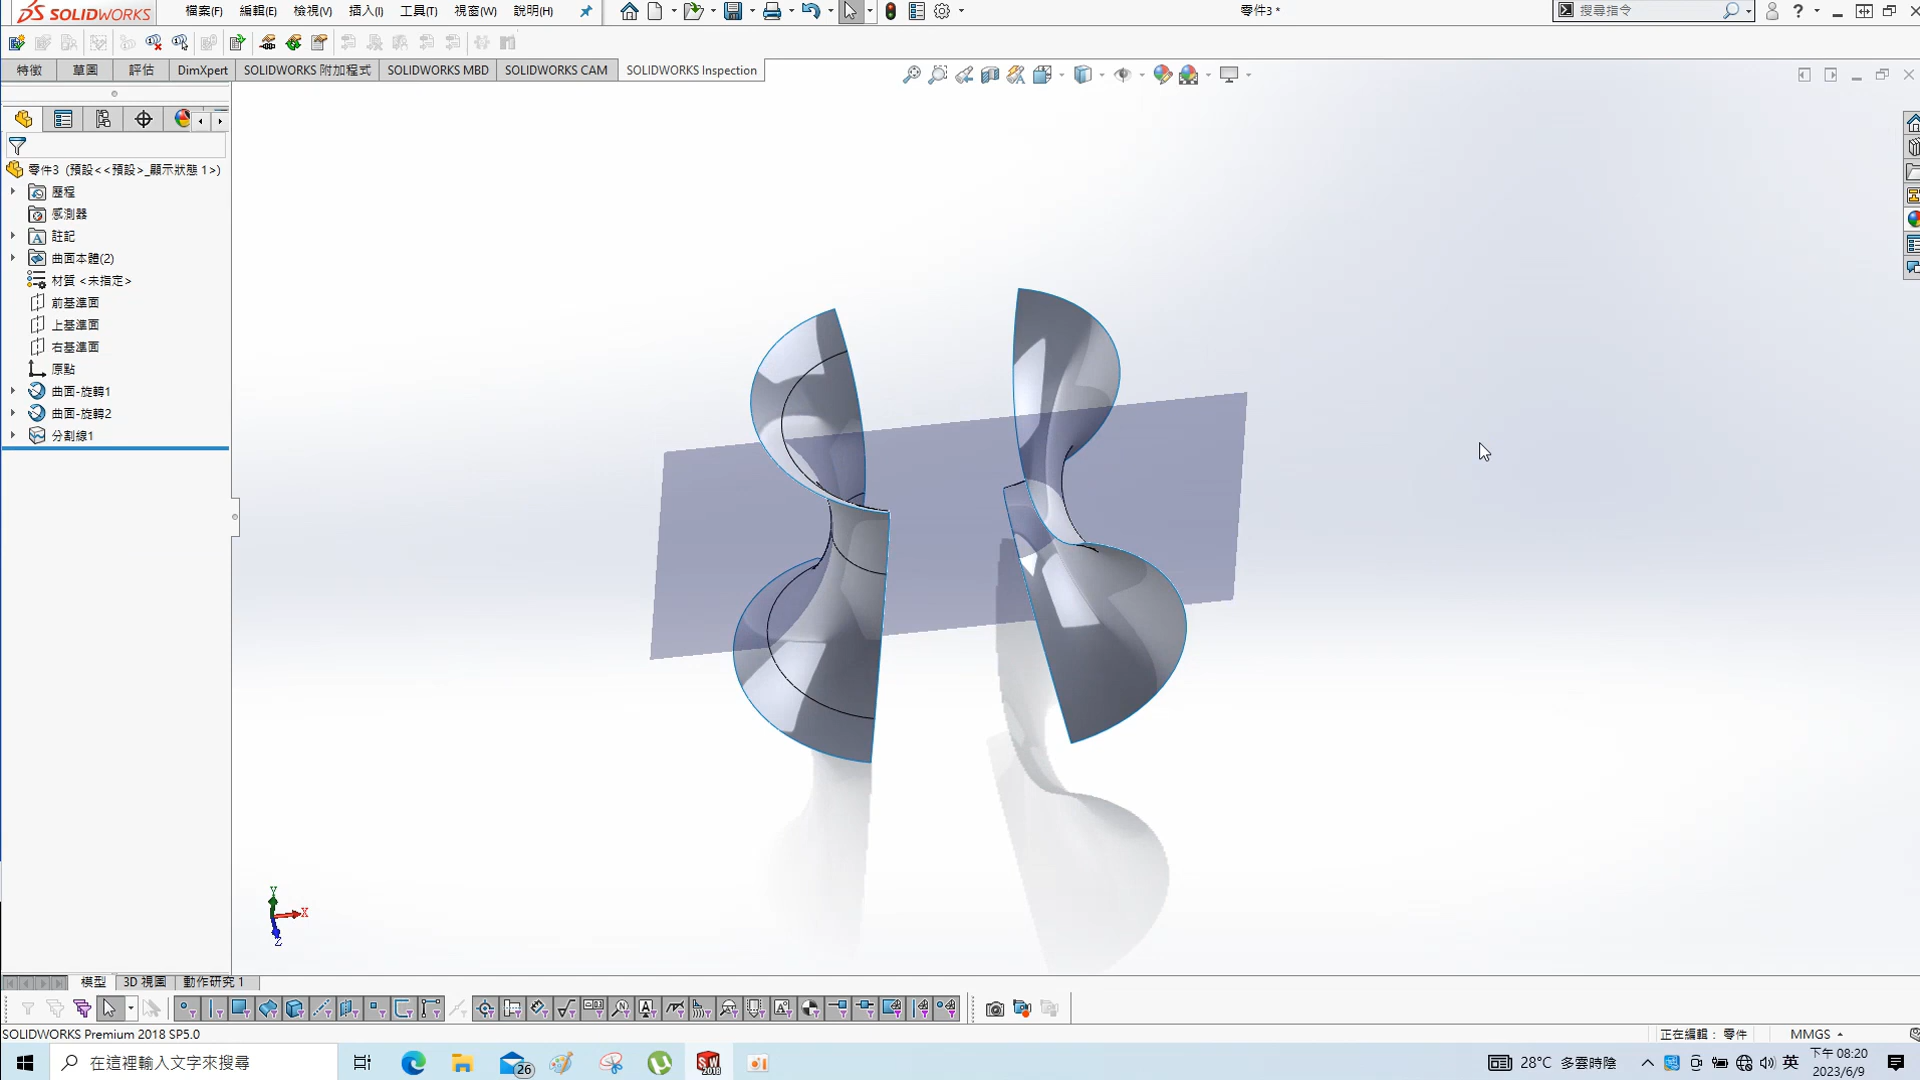 SOLIDWORKS
檔案(F) 編輯(E) 檢視(V) 插入(I) 工具(T) 視窗(W) 說明(H)
零件3 *
搜尋指令
特徵 草圖 評估 DimXpert SOLIDWORKS 附加程式 SOLIDWORKS MBD SOLIDWORKS CAM SOLIDWORKS Inspection
零件3 (預設<<預設>_顯示狀態 1>)
歷程
感測器
註記
曲面本體(2)
材質 <未指定>
前基準面
上基準面
右基準面
原點
曲面-旋轉1
曲面-旋轉2
分割線1
Y
X
Z
模型 3D 視圖 動作研究 1
SOLIDWORKS Premium 2018 SP5.0
正在編輯： 零件 MMGS
在這裡輸入文字來搜尋
26
SW
2018
28°C 多雲時陰
英
下午 08:20
2023/6/9